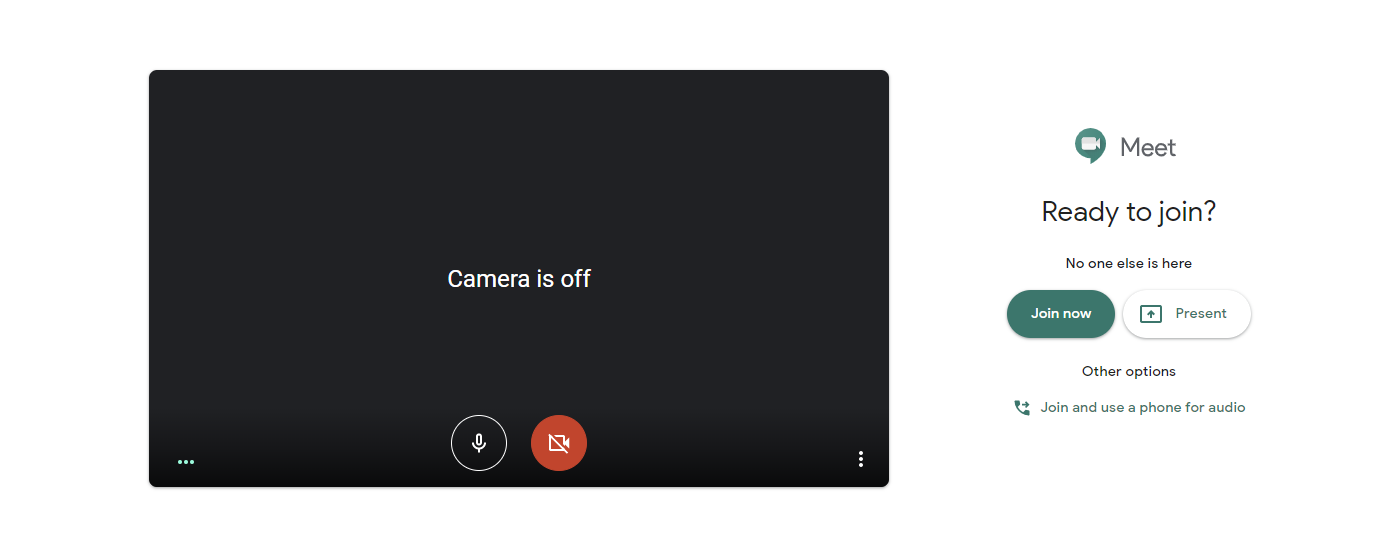 Camera is off
Meet
Ready to join?
No one else is here
Join now
Present
Other options
Join and use a phone for audio